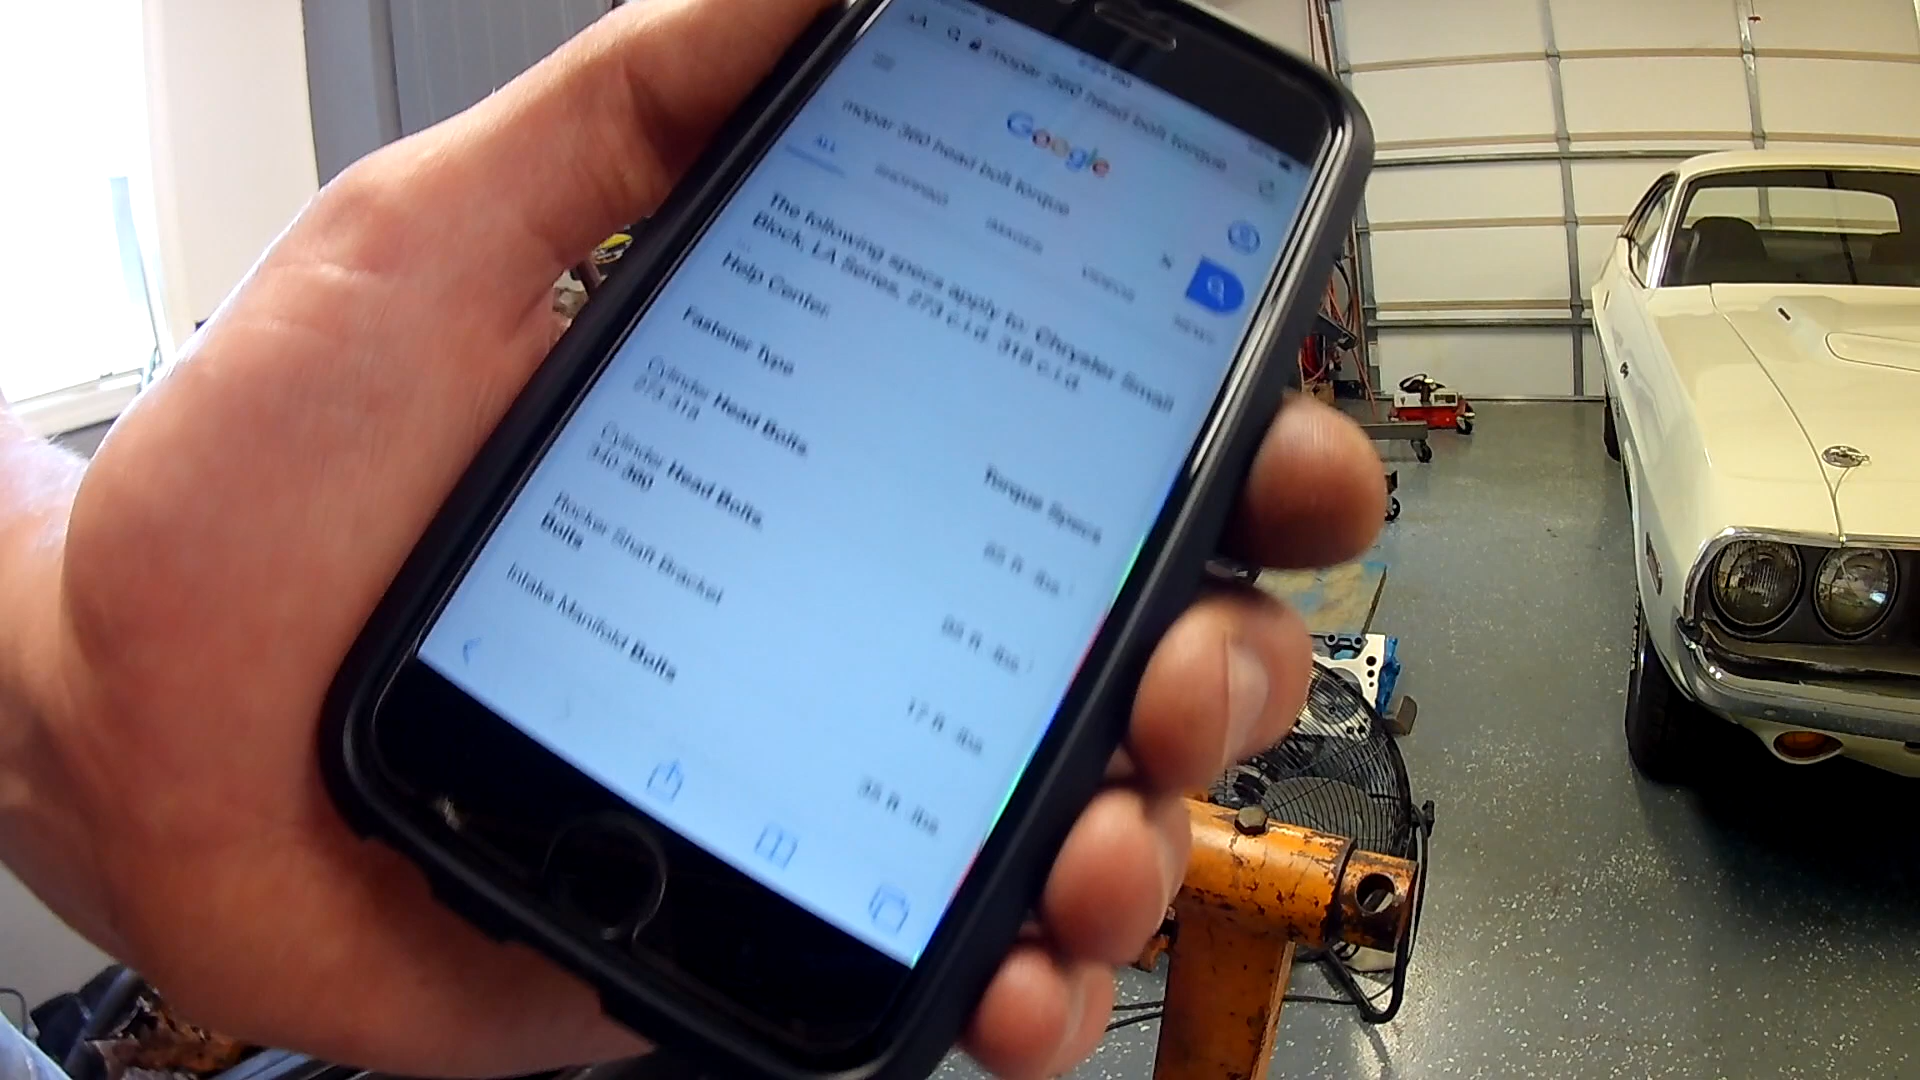 mopar 360 head bolt torque
Google
mopar 360 head bolt torque
ALL
SHOPPING
IMAGES
VIDEOS
NEWS
The following specs apply to: Chrysler Small
Block, LA Series, 273 c.i.d. 318 c.i.d.
...
Help Center.
Fastener Type
Torque Specs
Cylinder Head Bolts
273-318
ft.-lbs.
Cylinder Head Bolts
340-360
ft.-lbs.
Rocker Shaft Bracket
Bolts
17 ft.-lbs
Intake Manifold Bolts
35 ft.-lbs